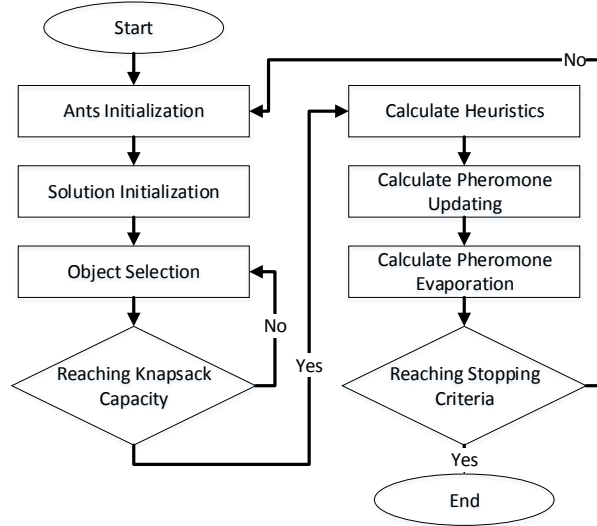 Start
Ants Initialization
Solution Initialization
Object Selection
No
Reaching Knapsack
Capacity
Yes
No
Calculate Heuristics
Calculate Pheromone
Updating
Calculate Pheromone
Evaporation
Reaching Stopping
Criteria
Yes
End